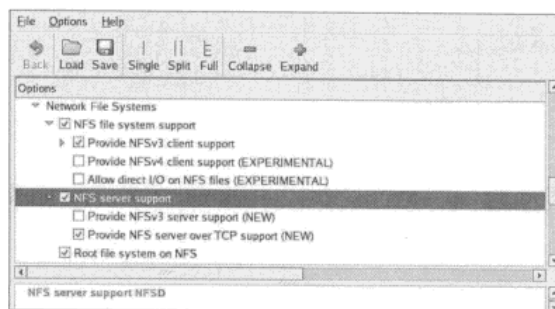 File Options Help
Back Load Save Single Split Full Collapse Expand
Options
Network File Systems
NFS file system support
Provide NFSv3 client support
Provide NFSv4 client support (EXPERIMENTAL)
Allow direct I/O on NFS files (EXPERIMENTAL)
NFS server support
Provide NFSv3 server support (NEW)
Provide NFS server over TCP support (NEW)
Root file system on NFS
NFS server support NFSD